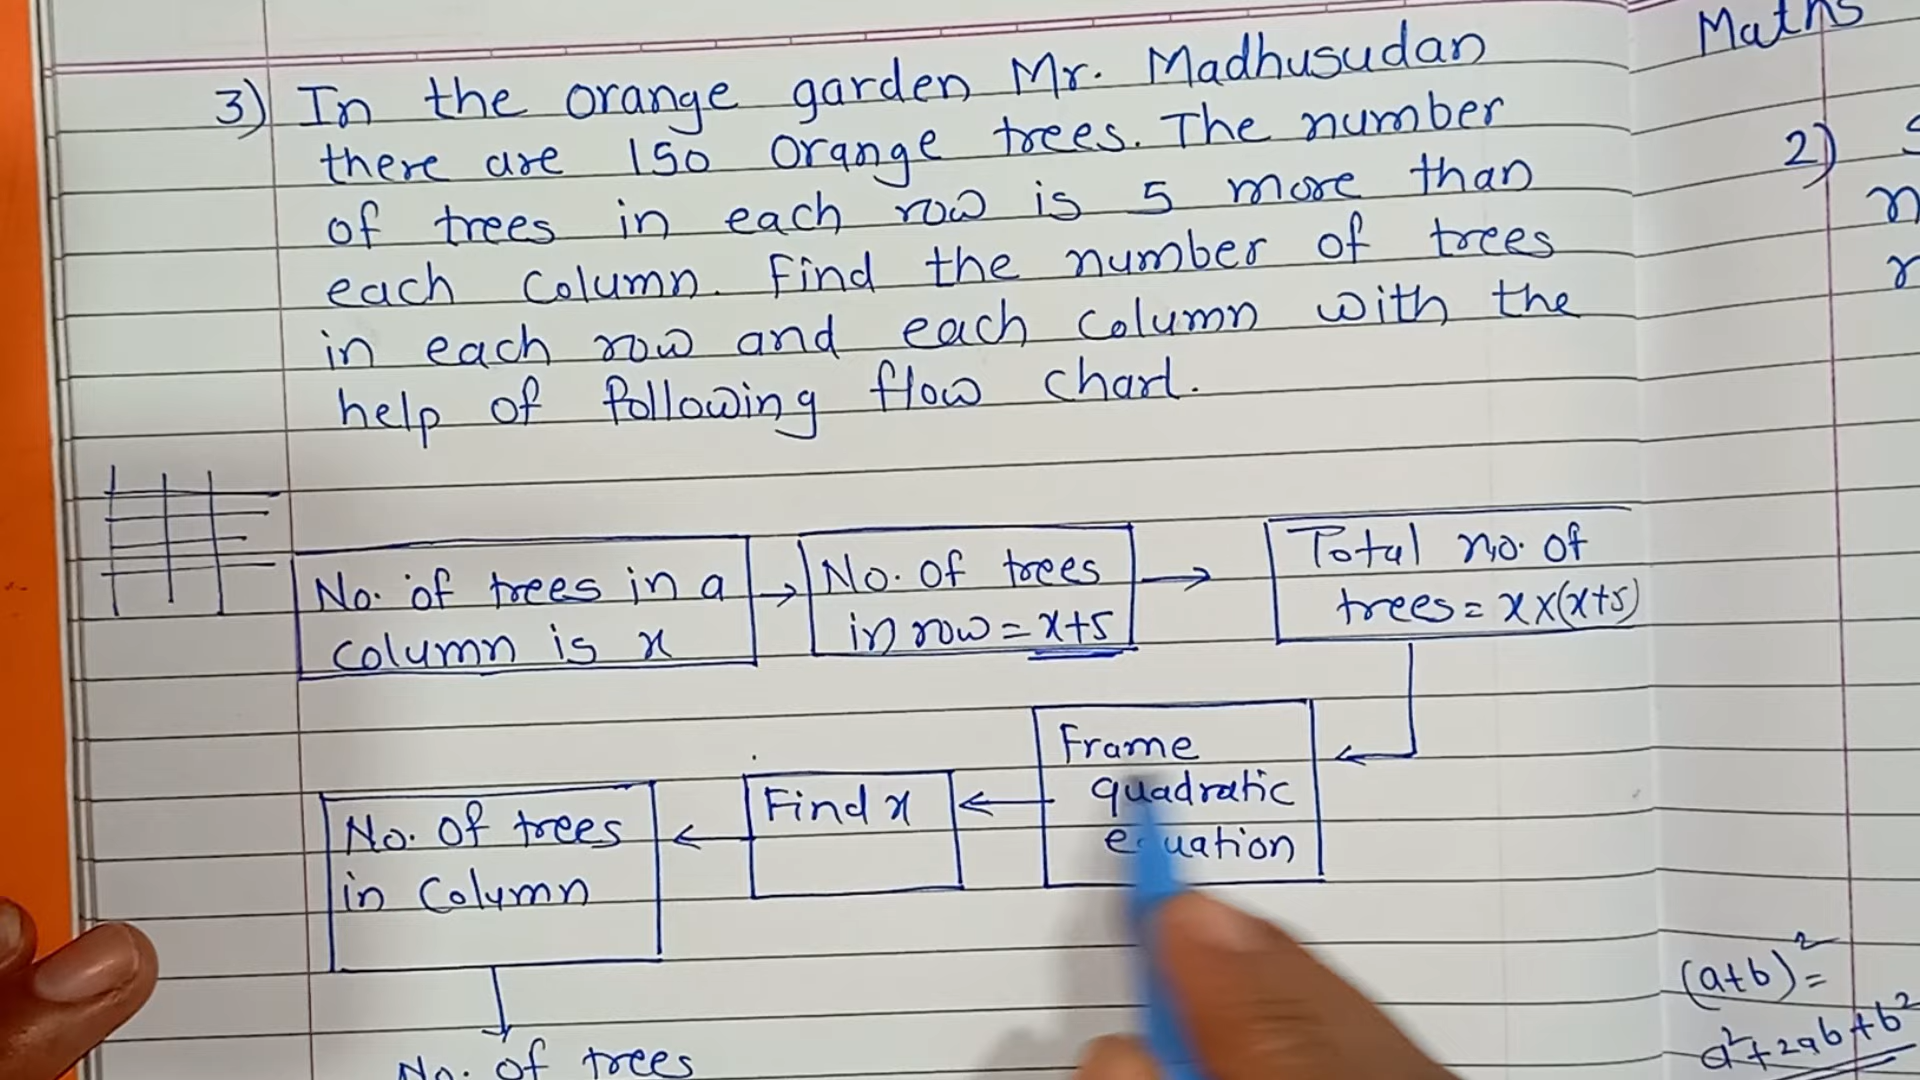 3) In the orange garden Mr. Madhusudan
there are 150 orange trees. The number
of trees in each row is 5 more than
each column. Find the number of trees
in each row and each column with the
help of following flow chart.
No. of trees in a
column is x
No. of trees
in row = x+5
Total no. of
trees = x×(x+5)
Frame
quadratic
equation
Find x
No. of trees
in Column
No. of trees
Maths
2)
(a+b)² =
a²+2ab+b²